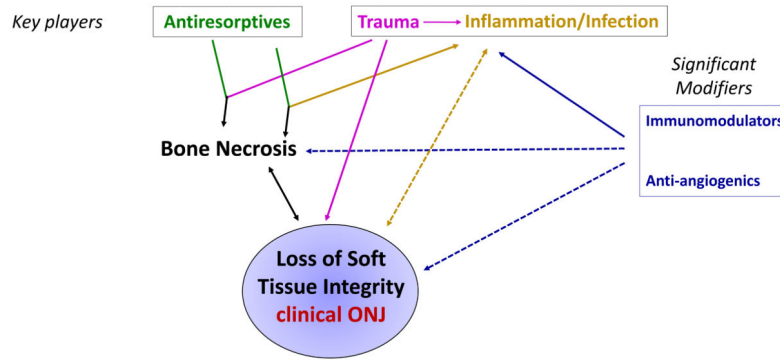 Key players
Antiresorptives
Trauma
Inflammation/Infection
Significant
Modifiers
Immunomodulators
Anti-angiogenics
Bone Necrosis
Loss of Soft
Tissue Integrity
clinical ONJ